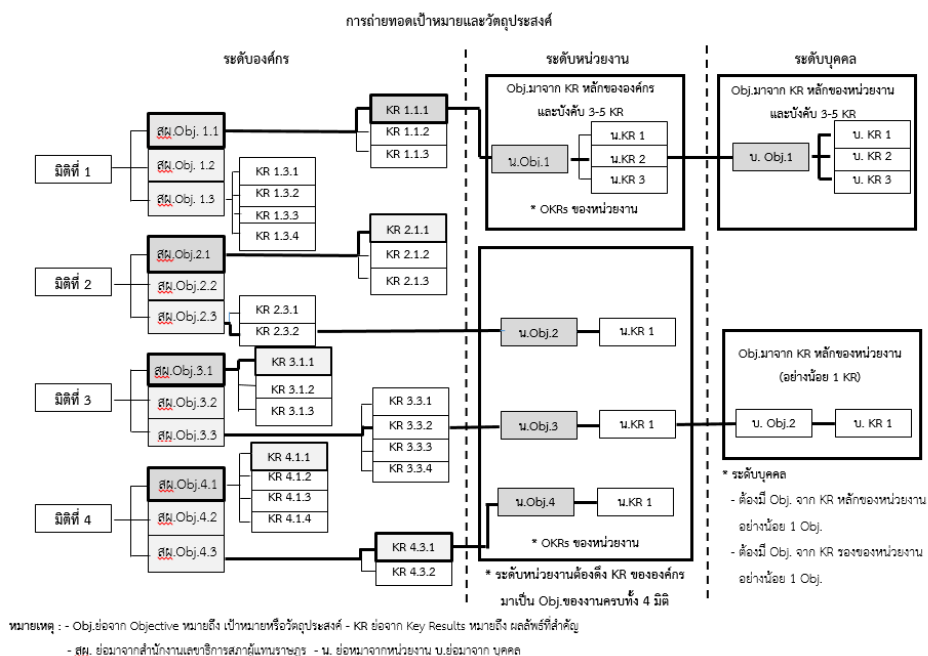 การถ่ายทอดเป้าหมายและวัตถุประสงค์
ระดับองค์กร
ระดับหน่วยงาน
ระดับบุคคล
มิติที่ 1
สผ.Obj. 1.1
สผ.Obj. 1.2
สผ.Obj. 1.3
KR 1.1.1
KR 1.1.2
KR 1.1.3
KR 1.3.1
KR 1.3.2
KR 1.3.3
KR 1.3.4
มิติที่ 2
สผ.Obj.2.1
สผ.Obj.2.2
สผ.Obj.2.3
KR 2.1.1
KR 2.1.2
KR 2.1.3
KR 2.3.1
KR 2.3.2
มิติที่ 3
สผ.Obj.3.1
สผ.Obj.3.2
สผ.Obj.3.3
KR 3.1.1
KR 3.1.2
KR 3.1.3
KR 3.3.1
KR 3.3.2
KR 3.3.3
KR 3.3.4
มิติที่ 4
สผ.Obj.4.1
สผ.Obj.4.2
สผ.Obj.4.3
KR 4.1.1
KR 4.1.2
KR 4.1.3
KR 4.1.4
KR 4.3.1
KR 4.3.2
Obj.มาจาก KR หลักขององค์กร
และบังคับ 3-5 KR
น.Obj.1
น.KR 1
น.KR 2
น.KR 3
* OKRs ของหน่วยงาน
น.Obj.2
น.KR 1
น.Obj.3
น.KR 1
น.Obj.4
น.KR 1
* OKRs ของหน่วยงาน
* ระดับหน่วยงานต้องดึง KR ขององค์กร
มาเป็น Obj.ของงานครบทั้ง 4 มิติ
Obj.มาจาก KR หลักของหน่วยงาน
และบังคับ 3-5 KR
บ. Obj.1
บ. KR 1
บ. KR 2
บ. KR 3
Obj.มาจาก KR หลักของหน่วยงาน
(อย่างน้อย 1 KR)
บ. Obj.2
บ. KR 1
* ระดับบุคคล
- ต้องมี Obj. จาก KR หลักของหน่วยงาน
อย่างน้อย 1 Obj.
- ต้องมี Obj. จาก KR รองของหน่วยงาน
อย่างน้อย 1 Obj.
หมายเหตุ : - Obj.ย่อจาก Objective หมายถึง เป้าหมายหรือวัตถุประสงค์ - KR ย่อจาก Key Results หมายถึง ผลลัพธ์ที่สำคัญ
- สผ. ย่อมาจากสำนักงานเลขาธิการสภาผู้แทนราษฎร - น. ย่อหมาจากหน่วยงาน บ.ย่อมาจาก บุคคล